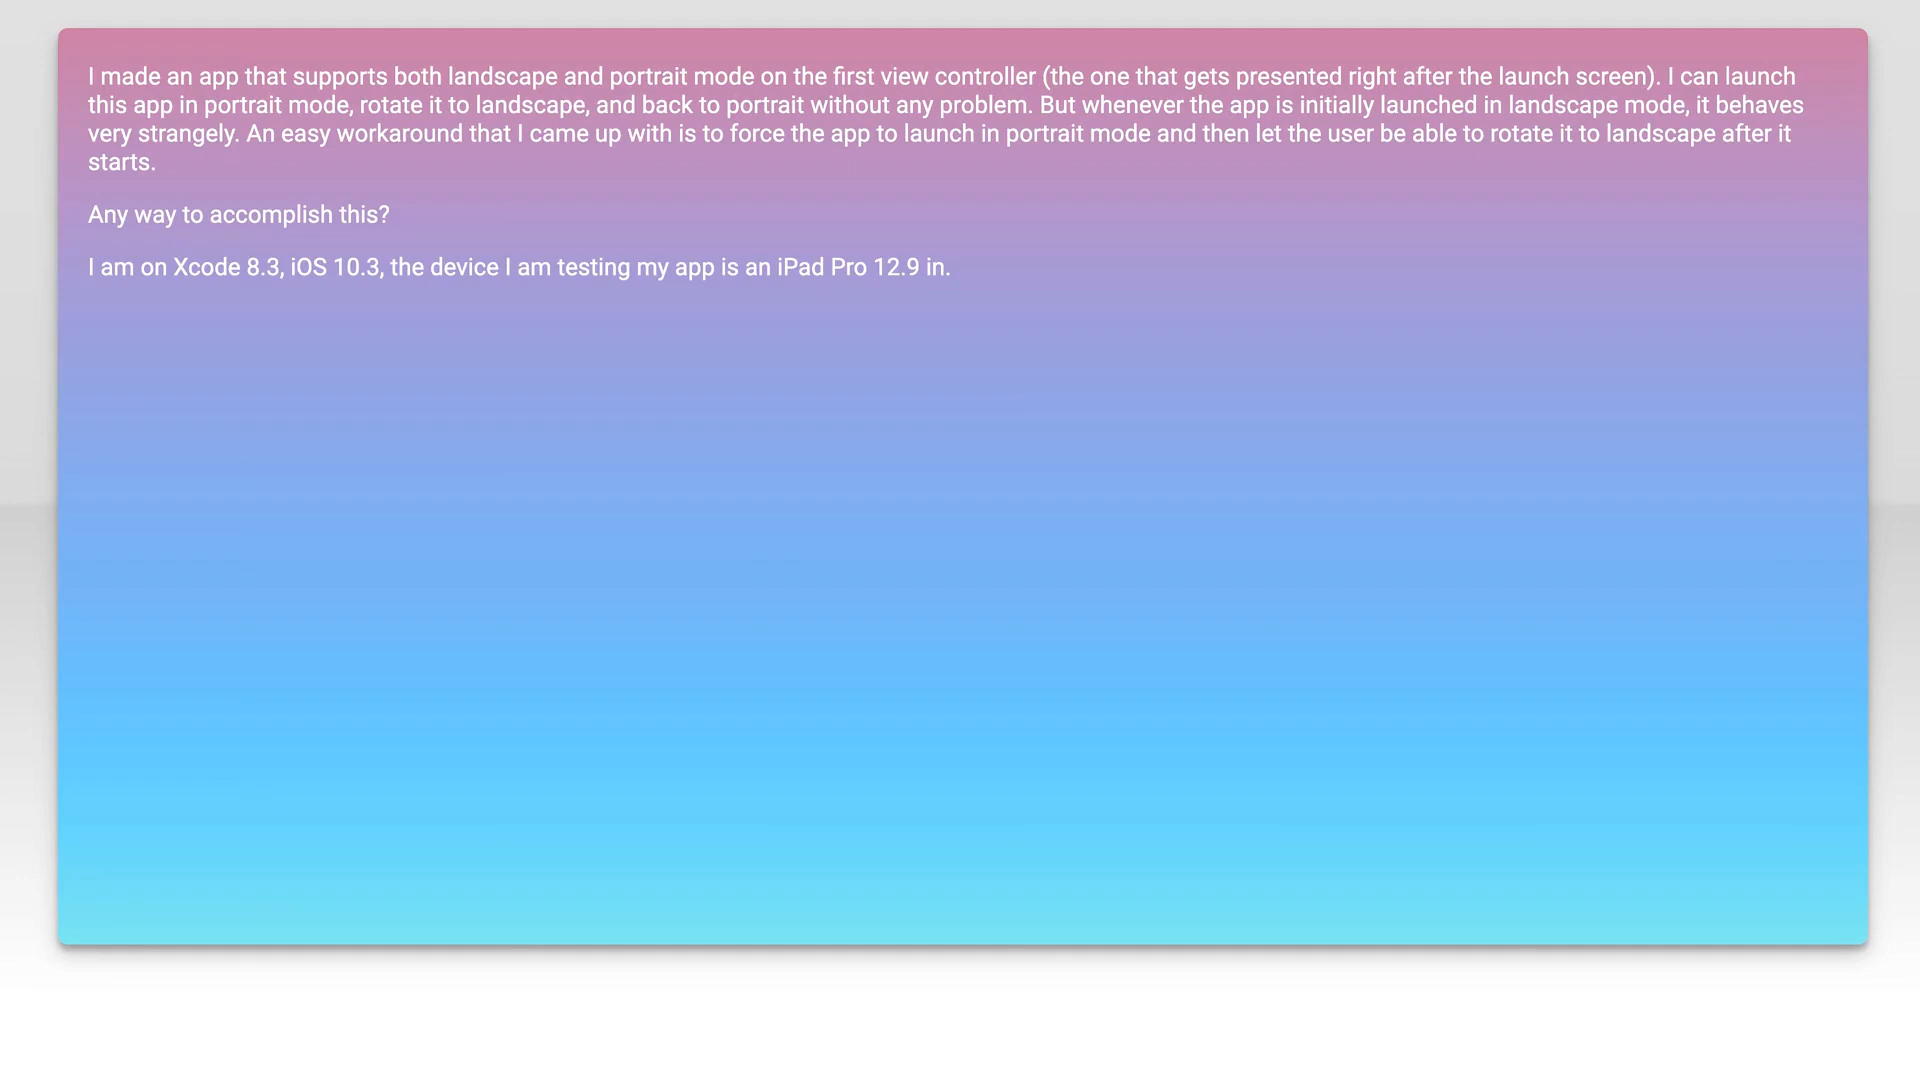 I made an app that supports both landscape and portrait mode on the first view controller (the one that gets presented right after the launch screen). I can launch
this app in portrait mode, rotate it to landscape, and back to portrait without any problem. But whenever the app is initially launched in landscape mode, it behaves
very strangely. An easy workaround that I came up with is to force the app to launch in portrait mode and then let the user be able to rotate it to landscape after it
starts.
Any way to accomplish this?
I am on Xcode 8.3, iOS 10.3, the device I am testing my app is an iPad Pro 12.9 in.